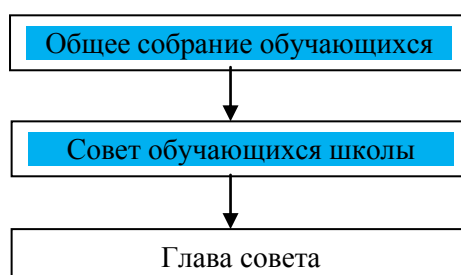 Общее собрание обучающихся
Совет обучающихся школы
Глава совета